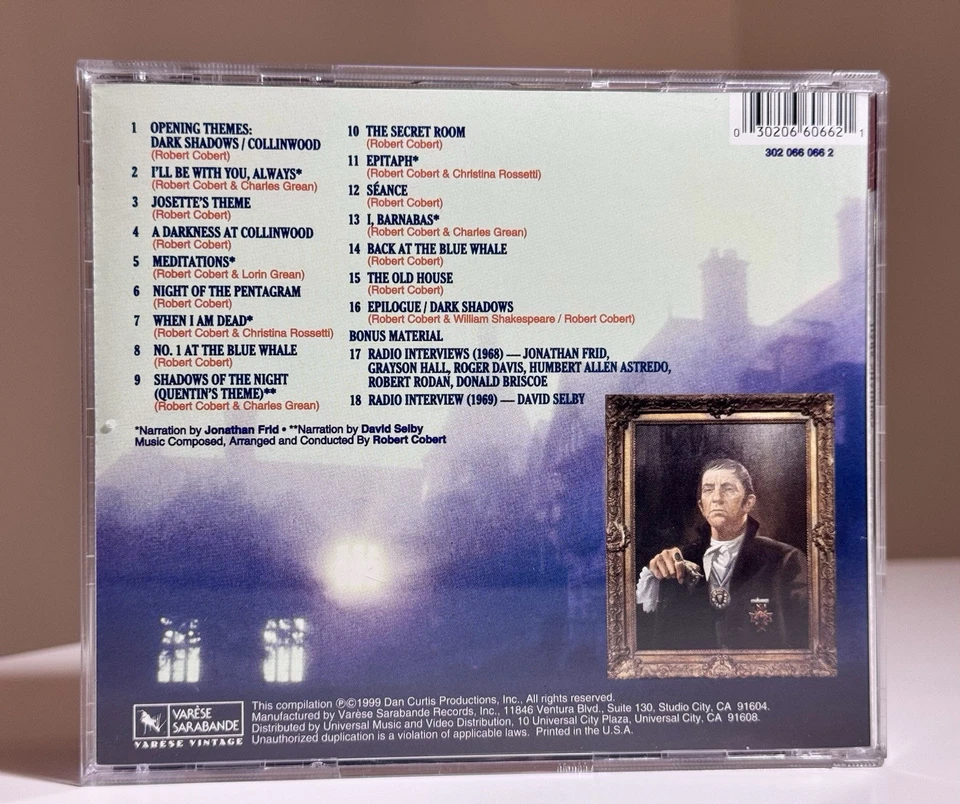 1 OPENING THEMES:
DARK SHADOWS / COLLINWOOD
(Robert Cobert)
2 I'LL BE WITH YOU, ALWAYS*
(Robert Cobert & Charles Grean)
3 JOSETTE'S THEME
(Robert Cobert)
4 A DARKNESS AT COLLINWOOD
(Robert Cobert)
5 MEDITATIONS*
(Robert Cobert & Lorin Grean)
6 NIGHT OF THE PENTAGRAM
(Robert Cobert)
7 WHEN I AM DEAD*
(Robert Cobert & Christina Rossetti)
8 NO. 1 AT THE BLUE WHALE
(Robert Cobert)
9 SHADOWS OF THE NIGHT
(QUENTIN'S THEME)**
(Robert Cobert & Charles Grean)
*Narration by Jonathan Frid • **Narration by David Selby
Music Composed, Arranged and Conducted By Robert Cobert
10 THE SECRET ROOM
(Robert Cobert)
11 EPITAPH*
(Robert Cobert & Christina Rossetti)
12 SÉANCE
(Robert Cobert)
13 I, BARNABAS*
(Robert Cobert & Charles Grean)
14 BACK AT THE BLUE WHALE
(Robert Cobert)
15 THE OLD HOUSE
(Robert Cobert)
16 EPILOGUE / DARK SHADOWS
(Robert Cobert & William Shakespeare / Robert Cobert)
BONUS MATERIAL
17 RADIO INTERVIEWS (1968) — JONATHAN FRID,
GRAYSON HALL, ROGER DAVIS, HUMBERT ALLEN ASTREDO,
ROBERT RODAN, DONALD BRISCOE
18 RADIO INTERVIEW (1969) — DAVID SELBY
0 30206 60662 1
302 066 066 2
VARÈSE
SARABANDE
VARÈSE VINTAGE
This compilation ℗©1999 Dan Curtis Productions, Inc., All rights reserved.
Manufactured by Varèse Sarabande Records, Inc., 11846 Ventura Blvd., Suite 130, Studio City, CA 91604.
Distributed by Universal Music and Video Distribution, 10 Universal City Plaza, Universal City, CA 91608.
Unauthorized duplication is a violation of applicable laws. Printed in the U.S.A.